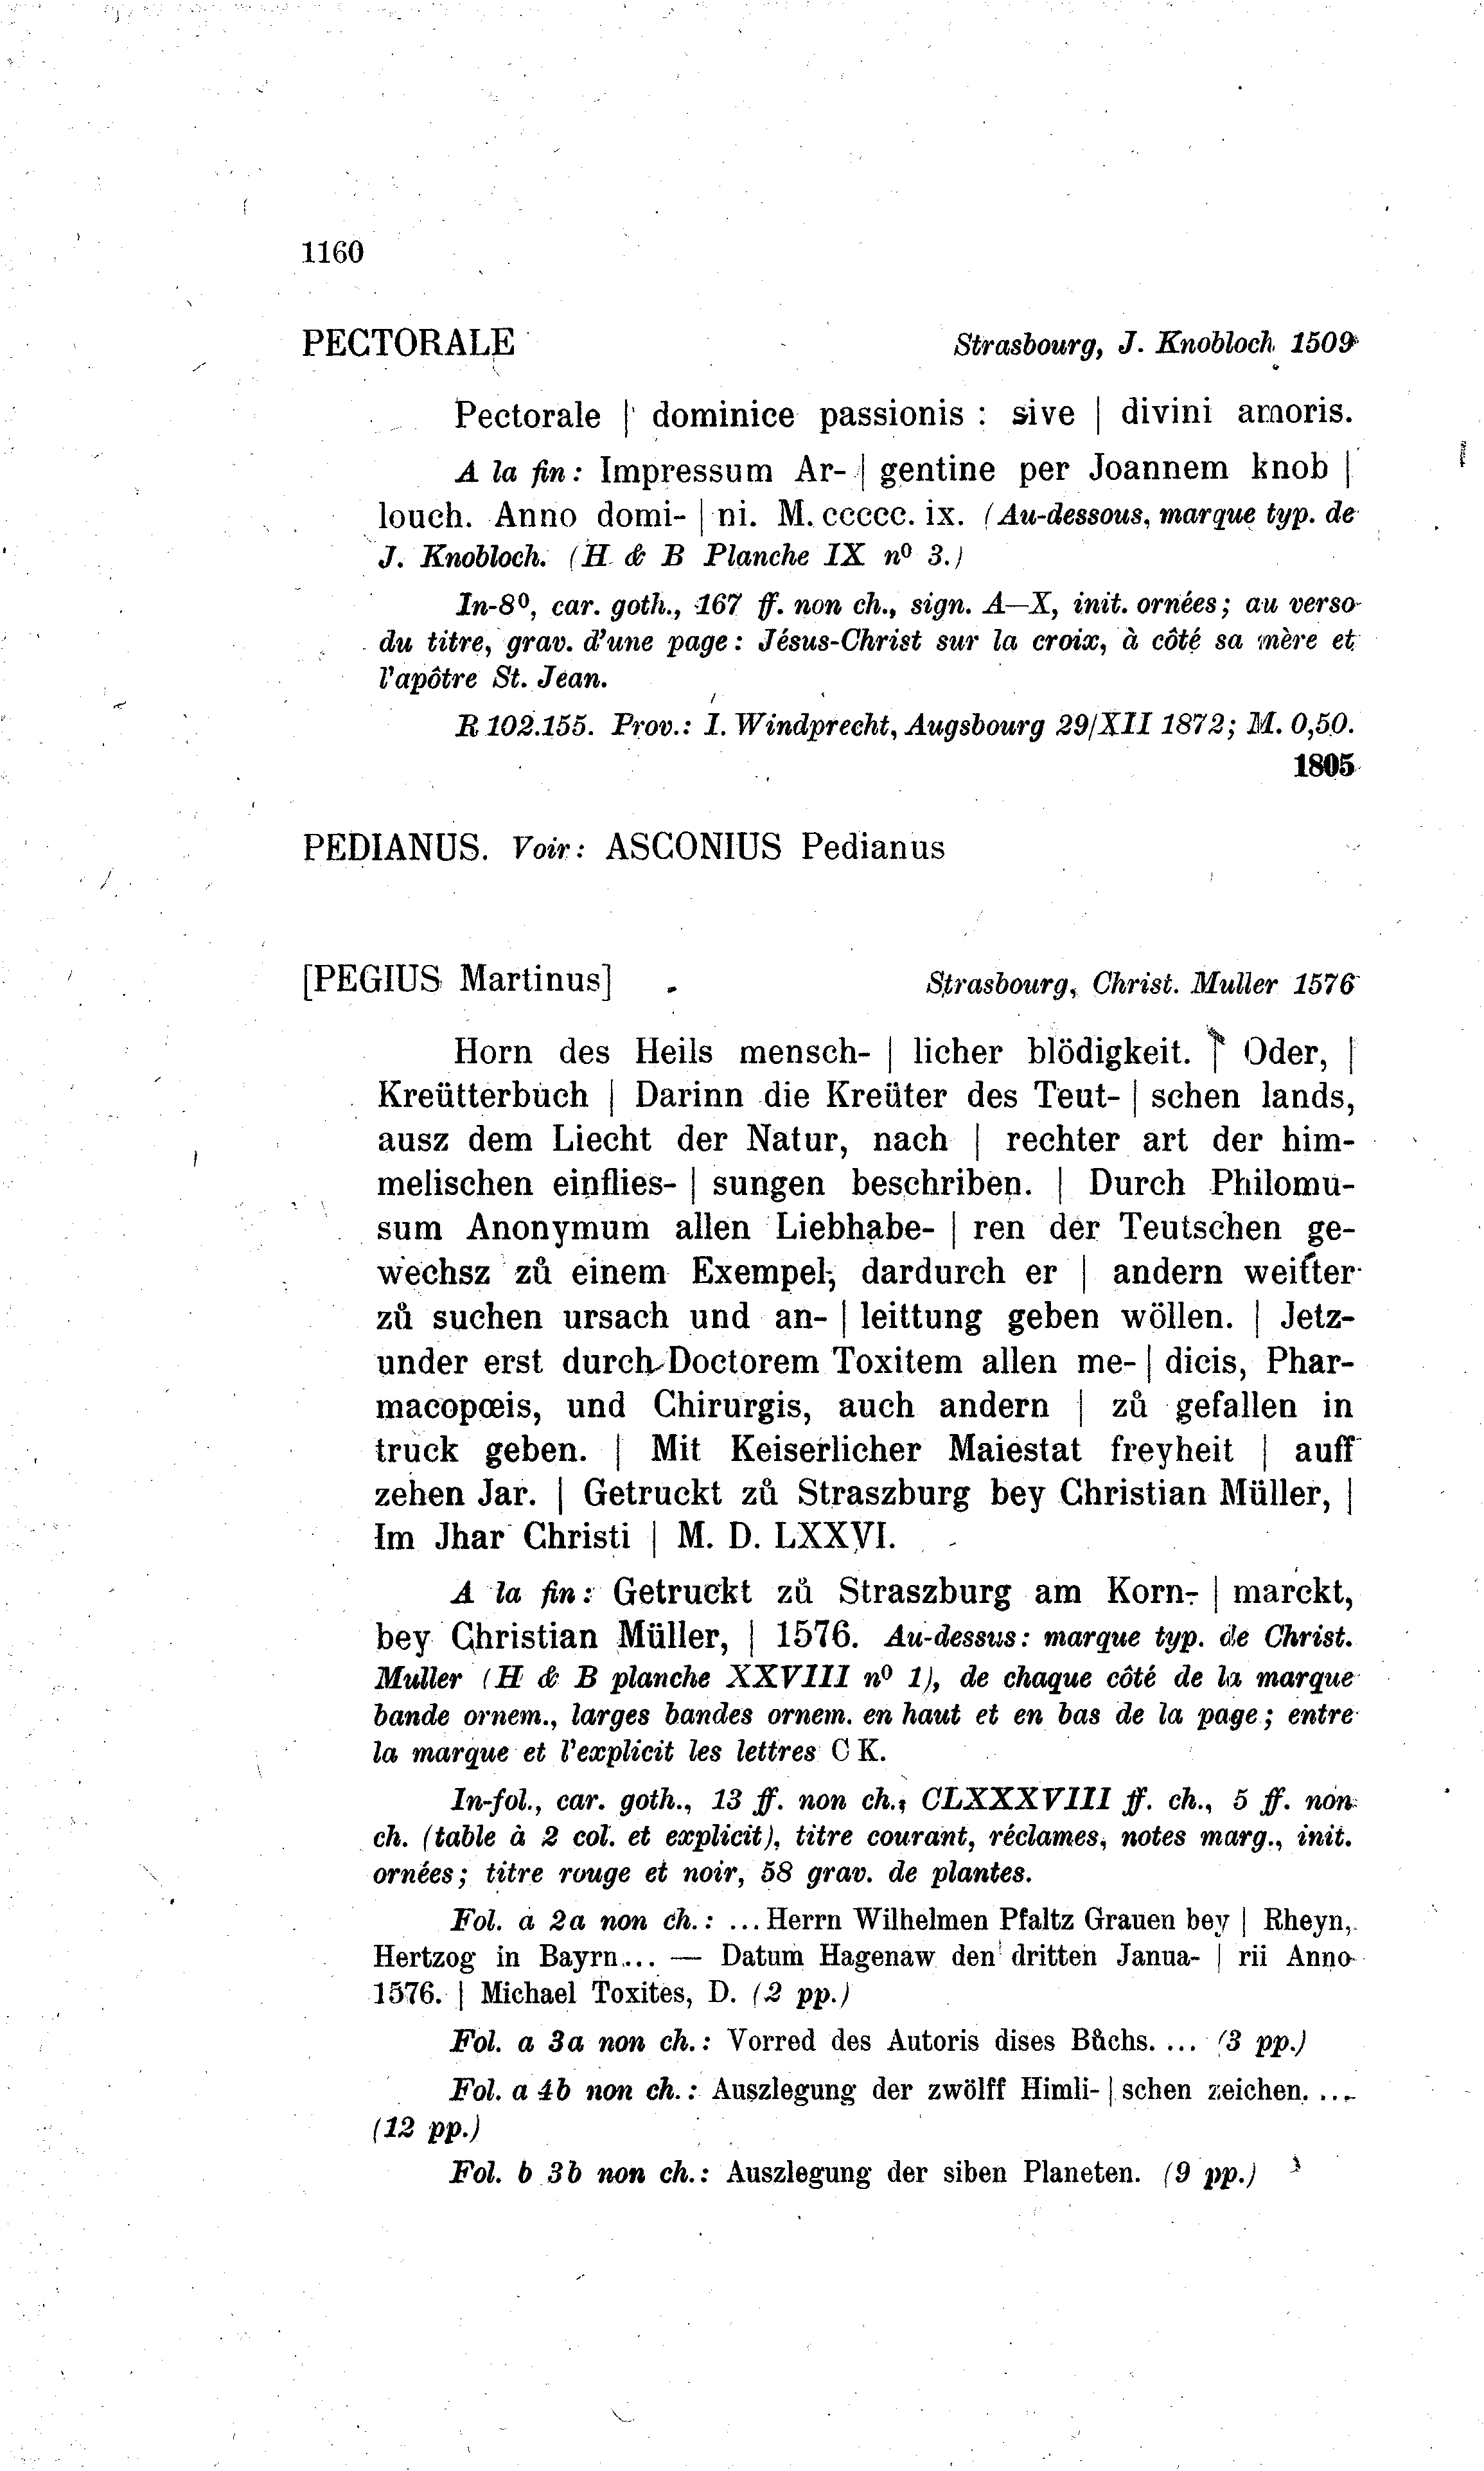 1160
PECTORALE Strasbourg, J. Knobloch 1509
Pectorale | dominice passionis : sive | divini amoris.
A la fin: Impressum Ar- | gentine per Joannem knob |
louch. Anno domi- | ni. M. ccccc. ix. (Au-dessous, marque typ. de
J. Knobloch. (H & B Planche IX nº 3.)
In-8º, car. goth., 167 ff. non ch., sign. A—X, init. ornées; au verso
du titre, grav. d'une page: Jésus-Christ sur la croix, à côté sa mère et
l'apôtre St. Jean.
R 102.155. Prov.: I. Windprecht, Augsbourg 29/XII 1872; M. 0,50.
1805
PEDIANUS. Voir: ASCONIUS Pedianus
[PEGIUS Martinus] Strasbourg, Christ. Muller 1576
Horn des Heils mensch- | licher blödigkeit. | Oder, |
Kreütterbuch | Darinn die Kreüter des Teut- | schen lands,
ausz dem Liecht der Natur, nach | rechter art der him-
melischen einflies- | sungen beschriben. | Durch Philomu-
sum Anonymum allen Liebhabe- | ren der Teutschen ge-
wechsz zů einem Exempel, dardurch er | andern weitter
zů suchen ursach und an- | leittung geben wöllen. | Jetz-
under erst durch Doctorem Toxitem allen me- | dicis, Phar-
macopœis, und Chirurgis, auch andern | zů gefallen in
truck geben. | Mit Keiserlicher Maiestat freyheit | auff
zehen Jar. | Getruckt zů Straszburg bey Christian Müller, |
Im Jhar Christi | M. D. LXXVI.
A la fin: Getruckt zů Straszburg am Korn- | marckt,
bey Christian Müller, | 1576. Au-dessus: marque typ. de Christ.
Muller (H & B planche XXVIII nº 1), de chaque côté de la marque
bande ornem., larges bandes ornem. en haut et en bas de la page; entre
la marque et l'explicit les lettres C K.
In-fol., car. goth., 13 ff. non ch., CLXXXVIII ff. ch., 5 ff. non
ch. (table à 2 col. et explicit), titre courant, réclames, notes marg., init.
ornées; titre rouge et noir, 58 grav. de plantes.
Fol. a 2a non ch.: ... Herrn Wilhelmen Pfaltz Grauen bey | Rheyn,
Hertzog in Bayrn... — Datum Hagenaw den dritten Janua- | rii Anno
1576. | Michael Toxites, D. (2 pp.)
Fol. a 3a non ch.: Vorred des Autoris dises Bůchs. ... (3 pp.)
Fol. a 4b non ch.: Auszlegung der zwölff Himli- | schen zeichen. ...
(12 pp.)
Fol. b 3b non ch.: Auszlegung der siben Planeten. (9 pp.)